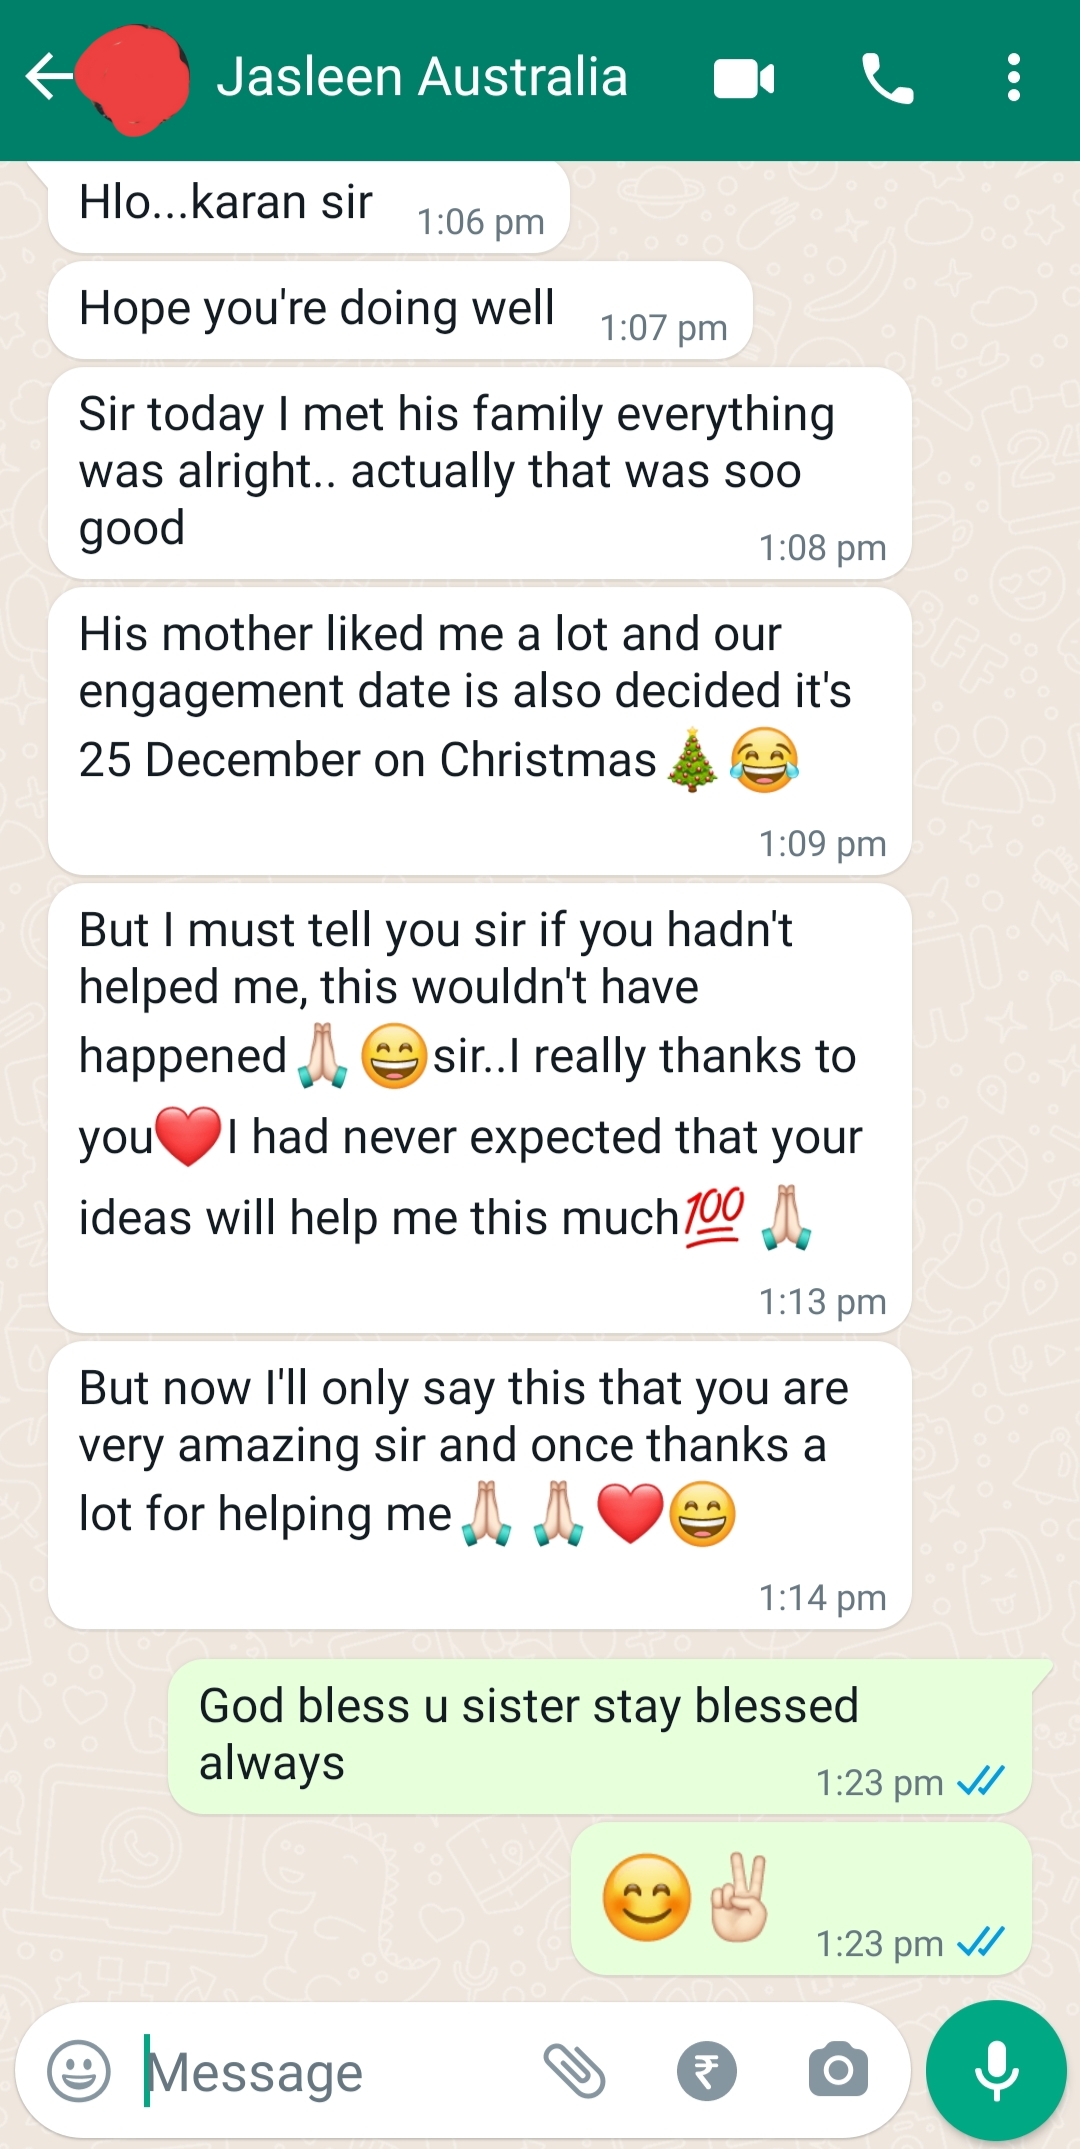 Jasleen Australia
Hlo...karan sir
1:06 pm
Hope you're doing well
1:07 pm
Sir today I met his family everything
was alright.. actually that was soo
good
1:08 pm
His mother liked me a lot and our
engagement date is also decided it's
25 December on Christmas🎄😂
1:09 pm
But I must tell you sir if you hadn't
helped me, this wouldn't have
happened🙏🏻😄sir..I really thanks to
you❤️I had never expected that your
ideas will help me this much💯🙏🏻
1:13 pm
But now I'll only say this that you are
very amazing sir and once thanks a
lot for helping me🙏🏻🙏🏻❤️😄
1:14 pm
God bless u sister stay blessed
always
1:23 pm
😊✌🏻
1:23 pm
Message